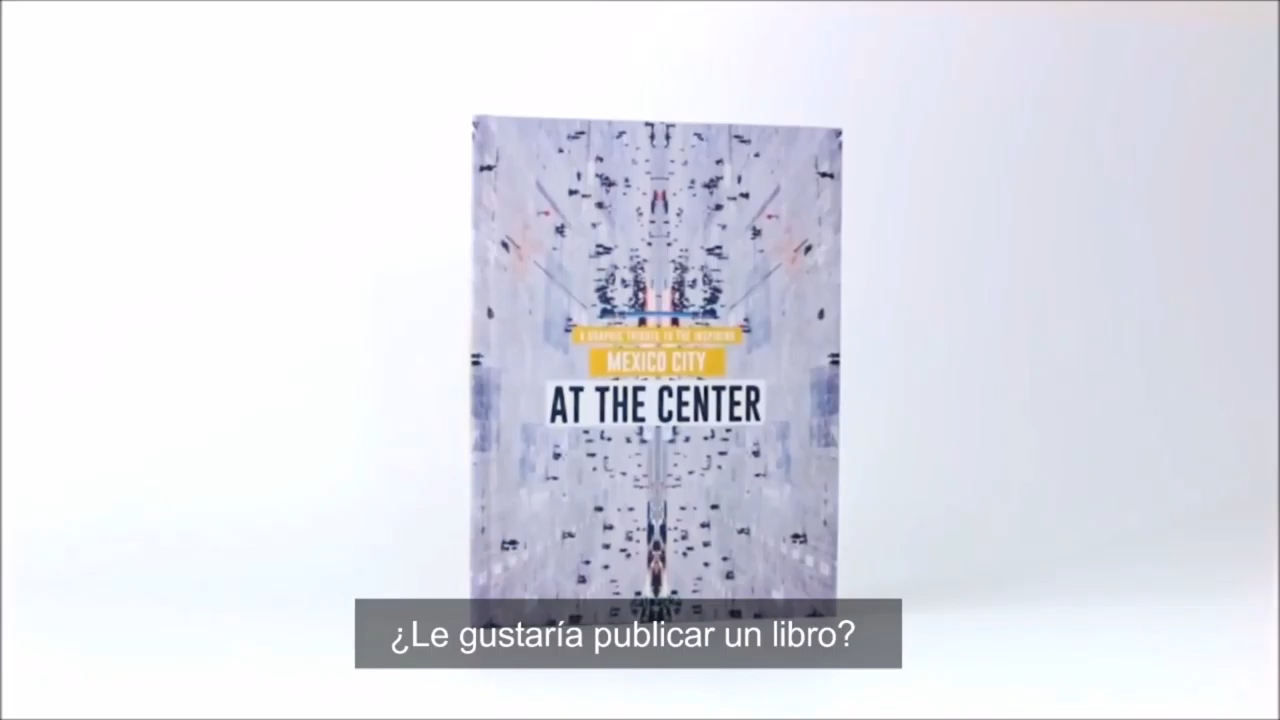 A GRAPHIC TRIBUTE TO THE INSPIRING
MEXICO CITY
AT THE CENTER
¿Le gustaría publicar un libro?